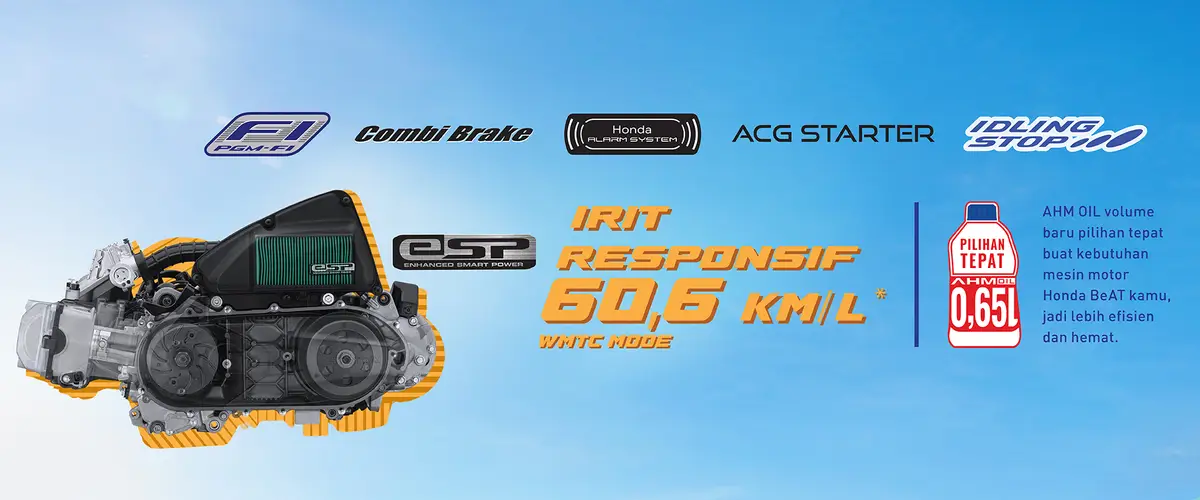 FI
PGM-FI
Combi Brake
Honda
ALARM SYSTEM
ACG STARTER
IDLING
STOP
eSP
eSP
ENHANCED SMART POWER
IRIT
RESPONSIF
60,6 KM/L*
WMTC MODE
PILIHAN
TEPAT
AHM OIL
0,65L
AHM OIL volume
baru pilihan tepat
buat kebutuhan
mesin motor
Honda BeAT kamu,
jadi lebih efisien
dan hemat.